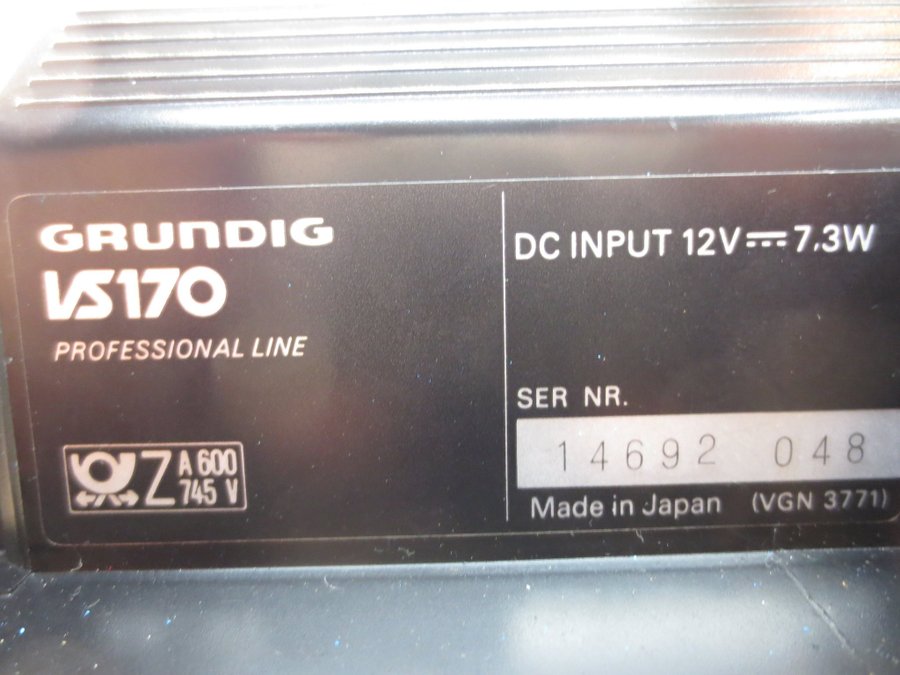 GRUNDIG
VS170
PROFESSIONAL LINE
Z A 600
745 V
DC INPUT 12V⎓7.3W
SER NR.
14692 048
Made in Japan (VGN 3771)